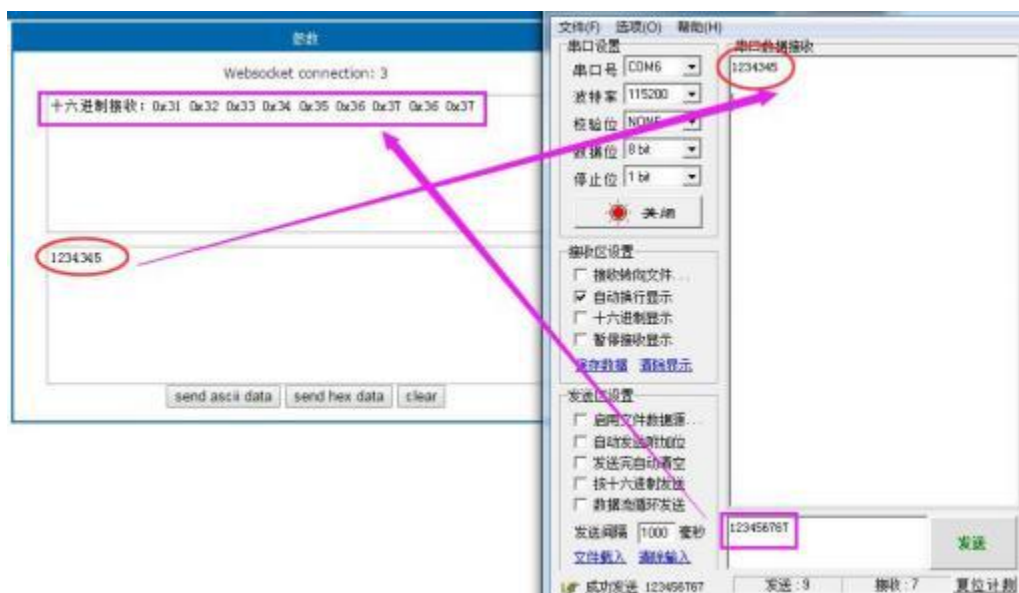 参数
Websocket connection: 3
十六进制接收: 0x31 0x32 0x33 0x34 0x35 0x36 0x37 0x36 0x37
1234345
send ascii data
send hex data
clear
文件(F) 选项(O) 帮助(H)
串口设置
串口号 COM6
波特率 115200
校验位 NONE
数据位 8 bit
停止位 1 bit
关闭
接收区设置
接收转向文件...
自动换行显示
十六进制显示
暂停接收显示
保存数据 清除显示
发送区设置
启用文件数据源...
自动发送附加位
发送完自动清空
按十六进制发送
数据流循环发送
发送间隔 1000 毫秒
文件载入 清除输入
串口数据接收
1234345
123456767
发送
成功发送 123456767
发送:9
接收:7
复位计数